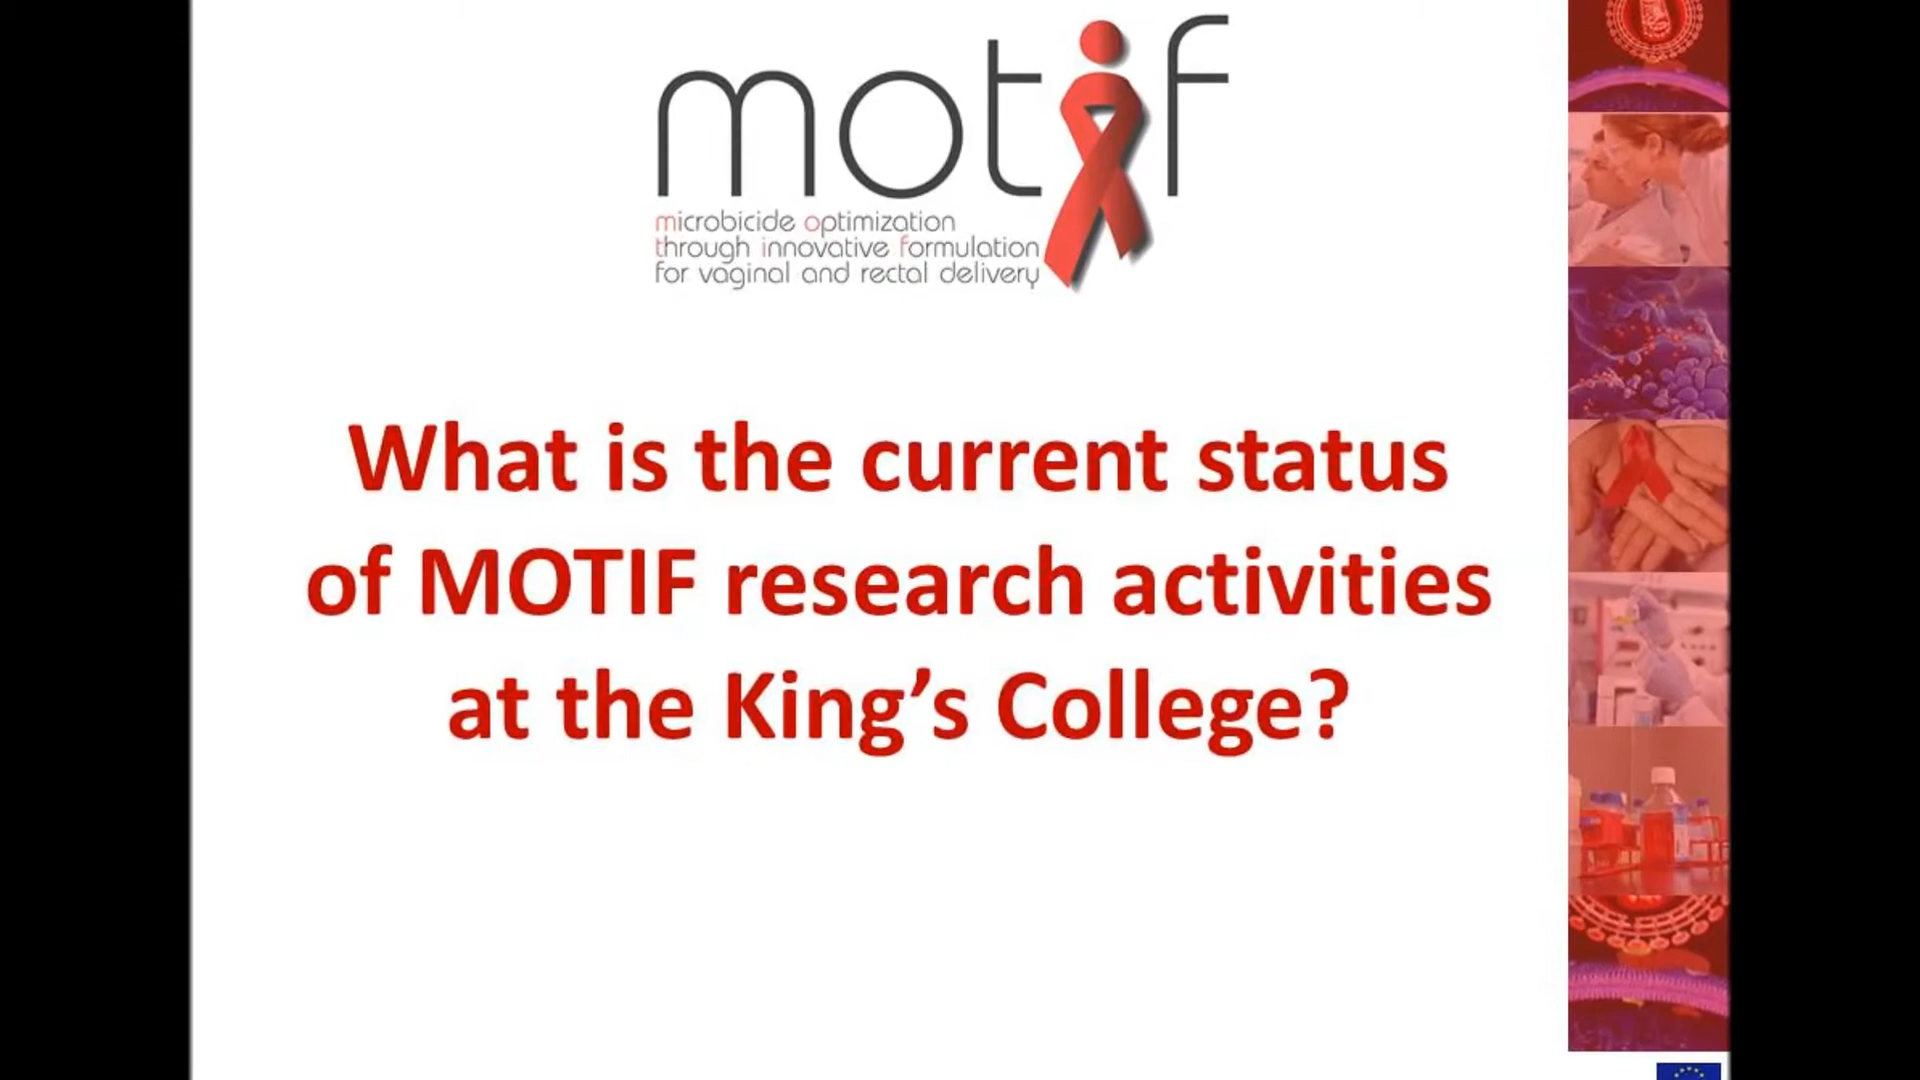 motif
microbicide optimization
through innovative formulation
for vaginal and rectal delivery
What is the current status
of MOTIF research activities
at the King’s College?